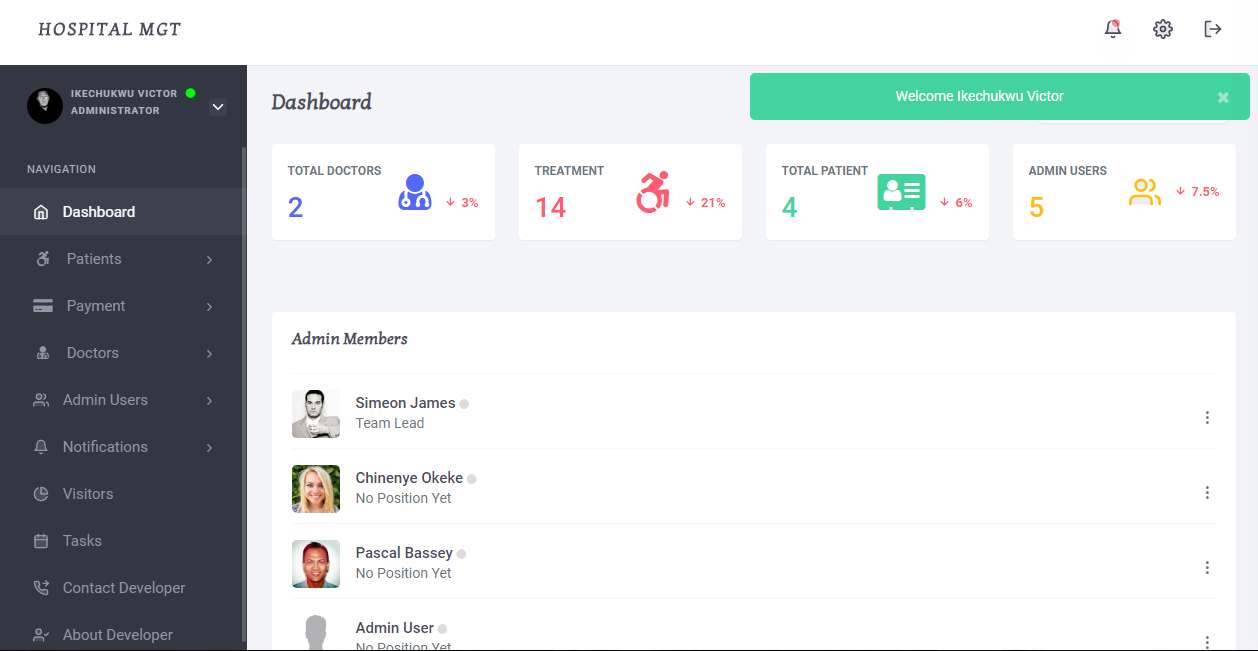 HOSPITAL MGT
IKECHUKWU VICTOR
ADMINISTRATOR
NAVIGATION
Dashboard
Patients
Payment
Doctors
Admin Users
Notifications
Visitors
Tasks
Contact Developer
About Developer
Dashboard
Welcome Ikechukwu Victor
×
TOTAL DOCTORS
2
↓ 3%
TREATMENT
14
↓ 21%
TOTAL PATIENT
4
↓ 6%
ADMIN USERS
5
↓ 7.5%
Admin Members
Simeon James
Team Lead
Chinenye Okeke
No Position Yet
Pascal Bassey
No Position Yet
Admin User
No Position Yet